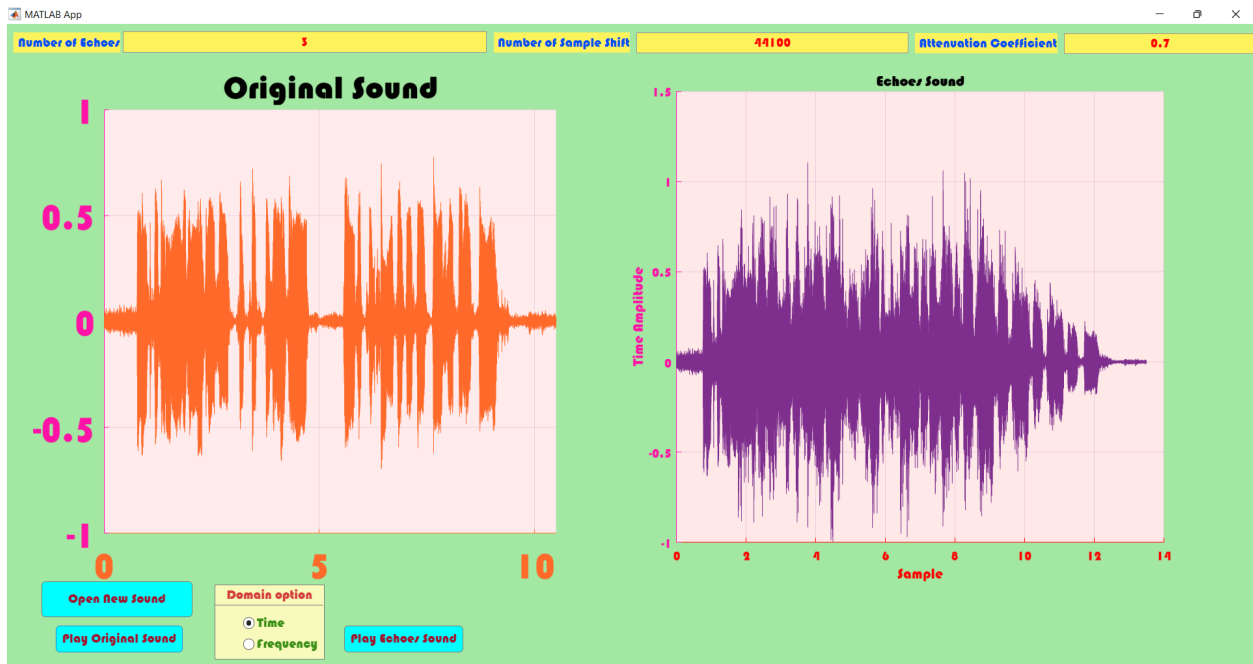 MATLAB App
Number of Echoes 3 Number of Sample Shift 44100 Attenuation Coefficient 0.7
Original Sound
Echoes Sound
1
0.5
0
-0.5
-1
0 5 10
1.5
1
0.5
0
-0.5
-1
Time Amplitude
0 2 4 6 8 10 12 14
Sample
Open New Sound
Domain option
Time
Frequency
Play Original Sound
Play Echoes Sound